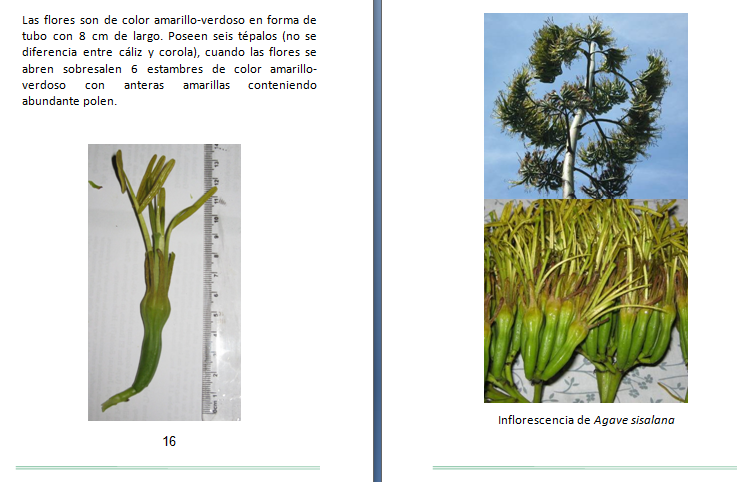 Las flores son de color amarillo-verdoso en forma de
tubo con 8 cm de largo. Poseen seis tépalos (no se
diferencia entre cáliz y corola), cuando las flores se
abren sobresalen 6 estambres de color amarillo-
verdoso con anteras amarillas conteniendo
abundante polen.
16
Inflorescencia de Agave sisalana